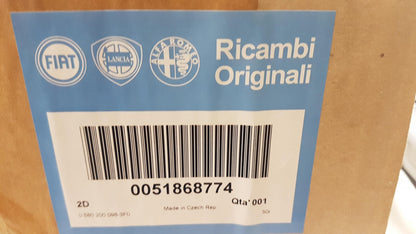 FIAT
LANCIA
ALFA ROMEO
Ricambi
Originali
0051868774
2D
Made in Czech Rep.
Qta' 001